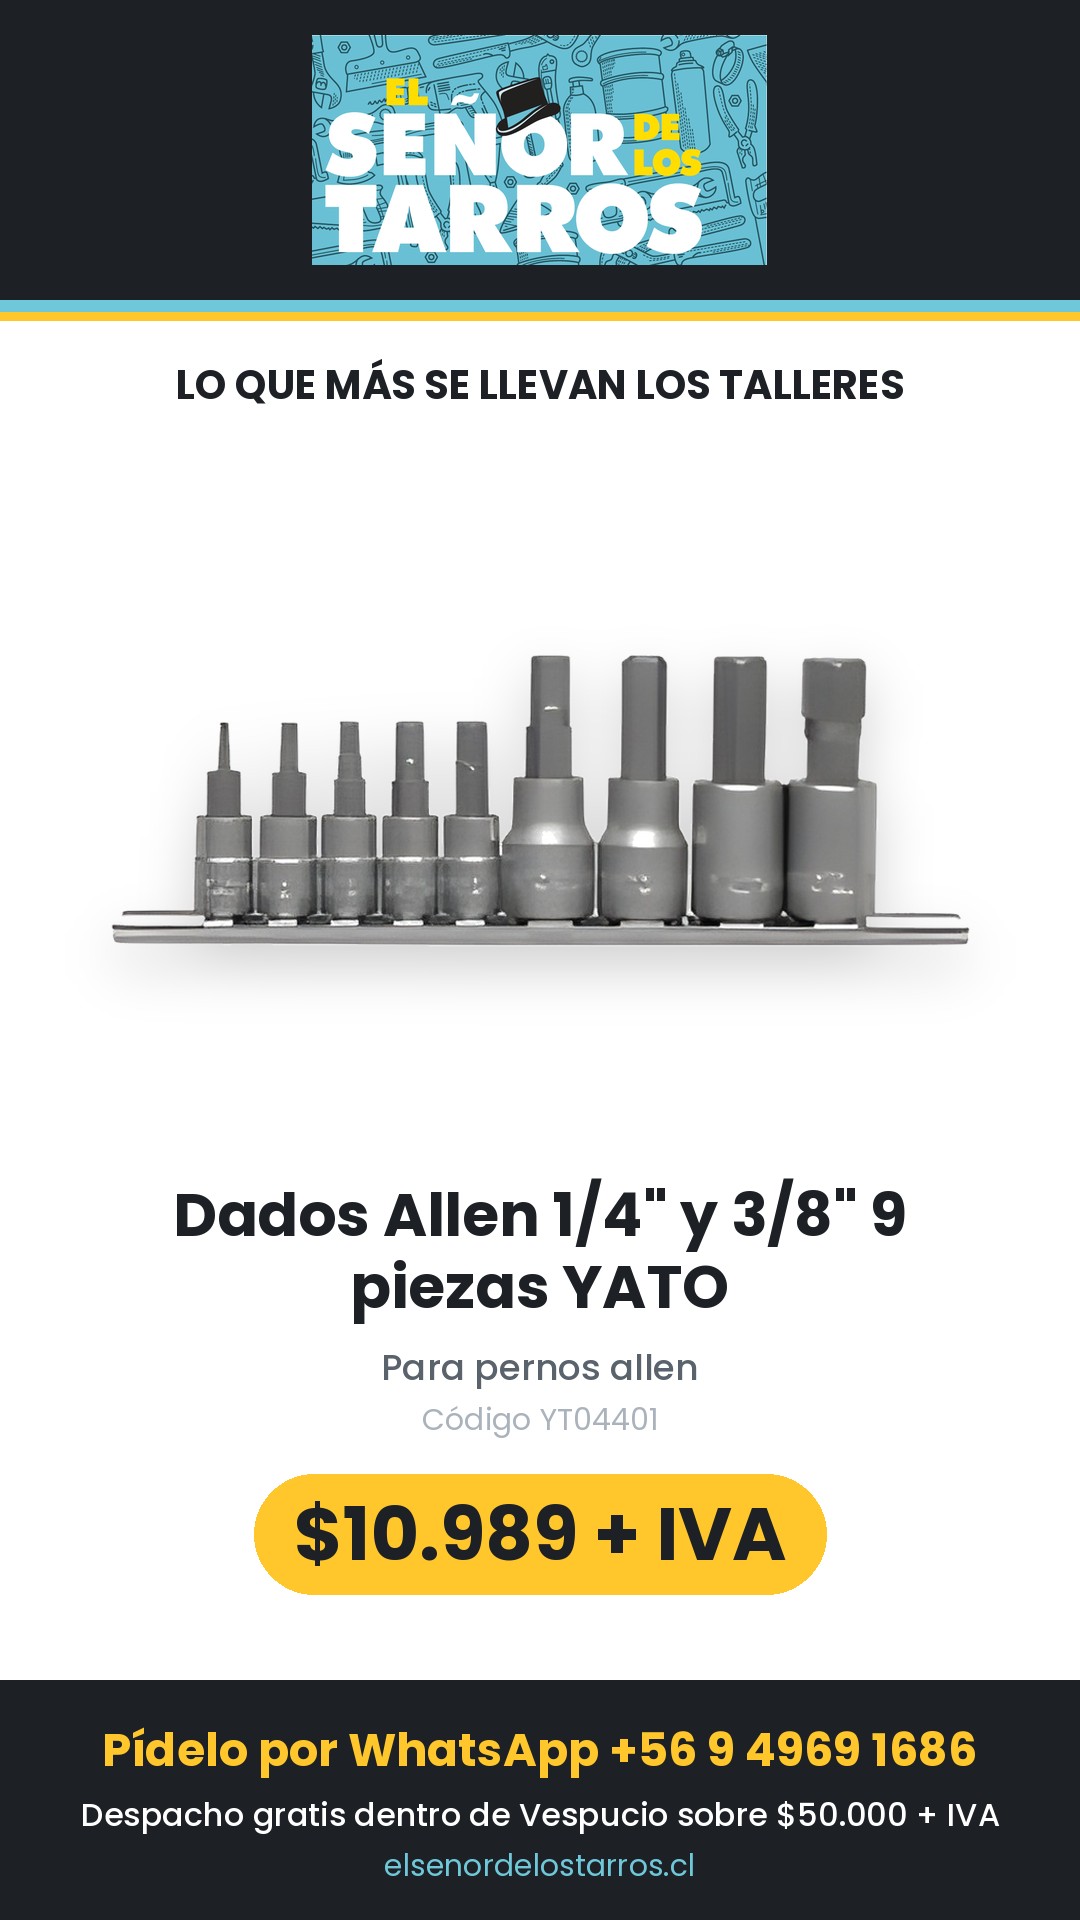 EL
SEÑOR DE LOS
TARROS
LO QUE MÁS SE LLEVAN LOS TALLERES
Dados Allen 1/4" y 3/8" 9
piezas YATO
Para pernos allen
Código YT04401
$10.989 + IVA
Pídelo por WhatsApp +56 9 4969 1686
Despacho gratis dentro de Vespucio sobre $50.000 + IVA
elsenordelostarros.cl